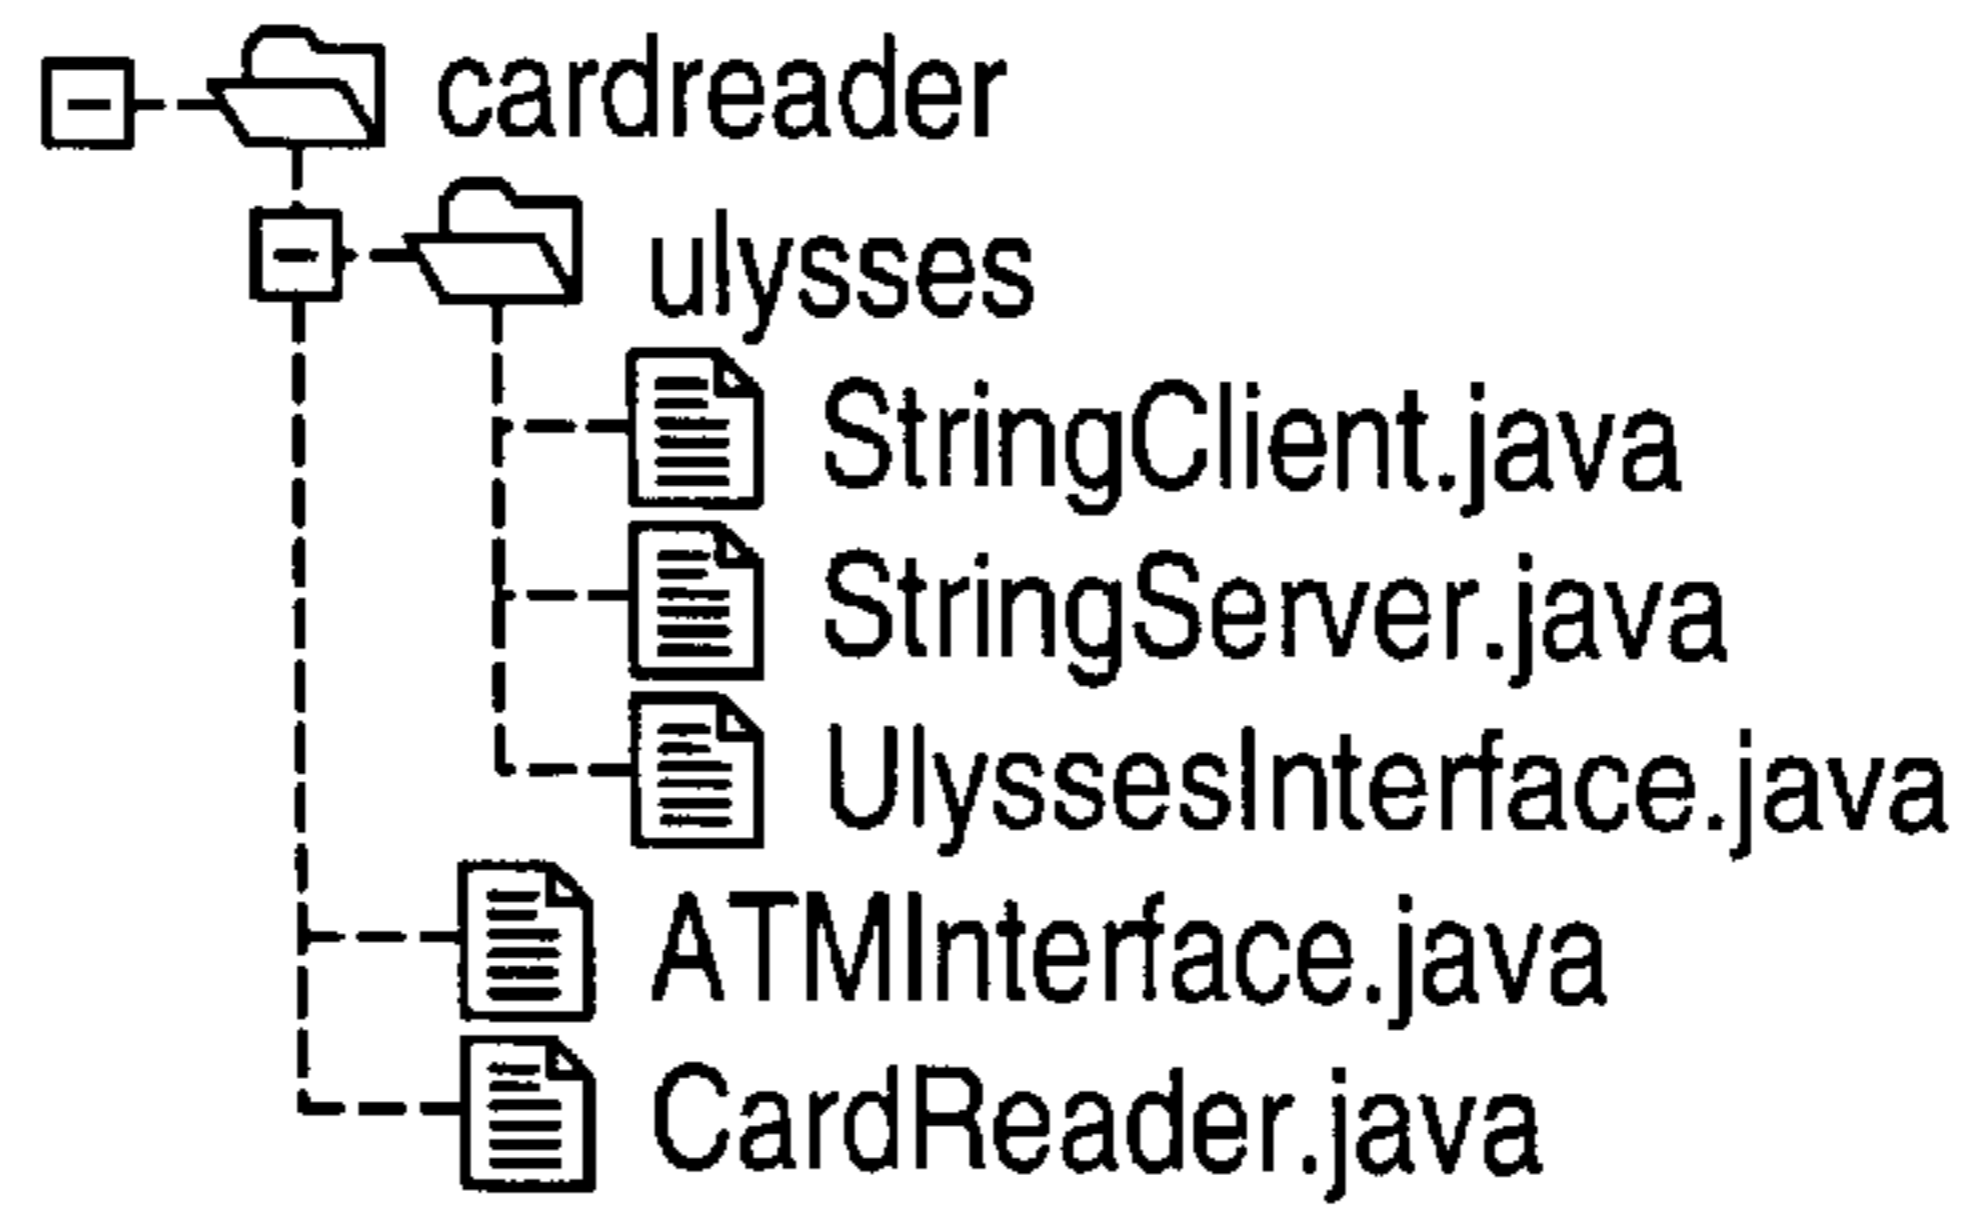 cardreader
ulysses
StringClient.java
StringServer.java
UlyssesInterface.java
ATMInterface.java
CardReader.java